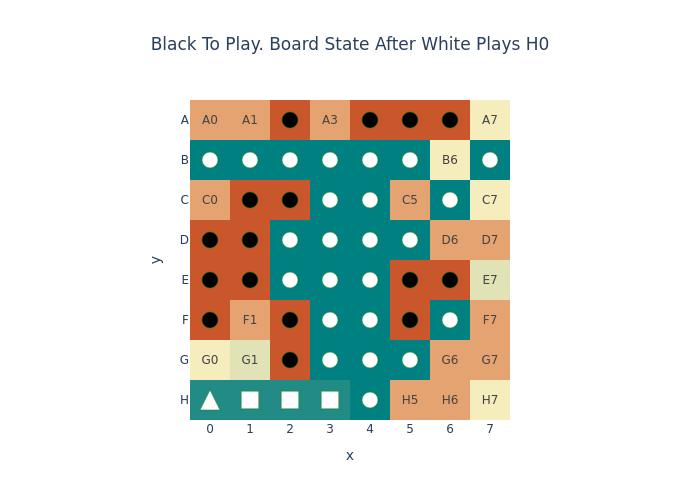 Black To Play. Board State After White Plays H0
A A0 A1 A3 A7
B B6
C C0 C5 C7
D D6 D7
E E7
F F1 F7
G G0 G1 G6 G7
H H5 H6 H7
0 1 2 3 4 5 6 7
x
y